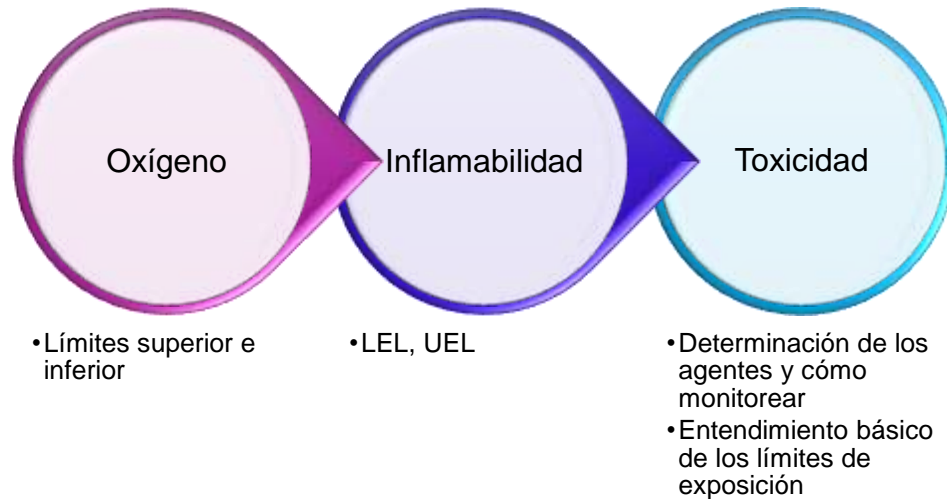 Oxígeno
Inflamabilidad
Toxicidad
•Límites superior e
inferior
•LEL, UEL
•Determinación de los
agentes y cómo
monitorear
•Entendimiento básico
de los límites de
exposición